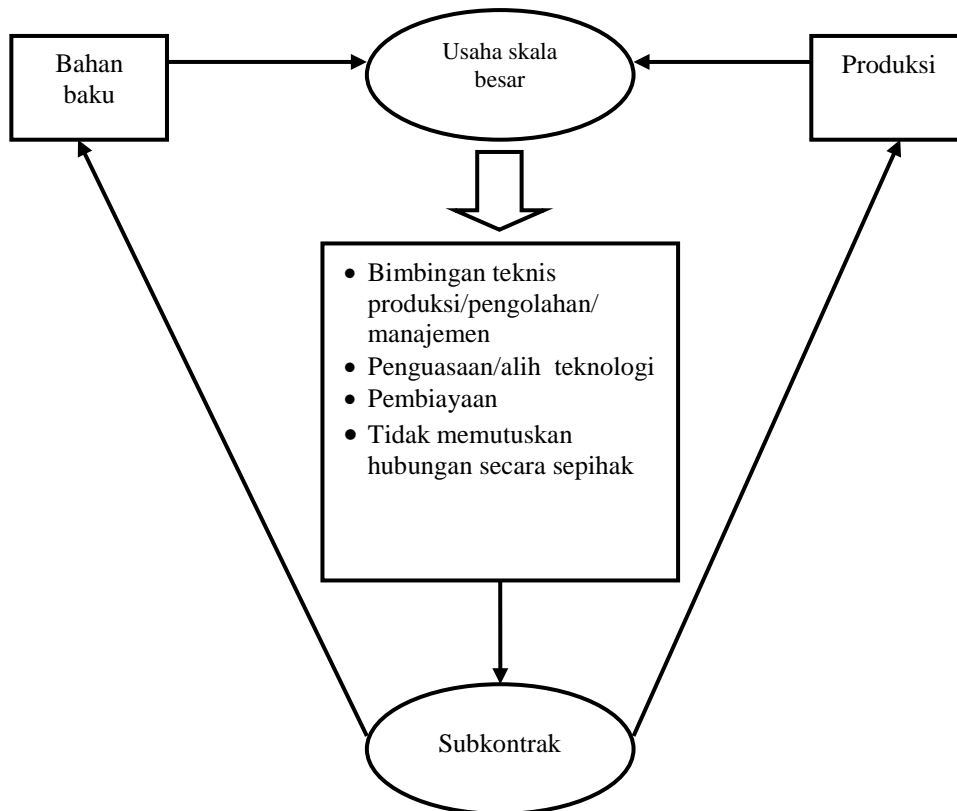 Bahan
baku
Usaha skala
besar
Produksi
• Bimbingan teknis
produksi/pengolahan/
manajemen
• Penguasaan/alih teknologi
• Pembiayaan
• Tidak memutuskan
hubungan secara sepihak
Subkontrak